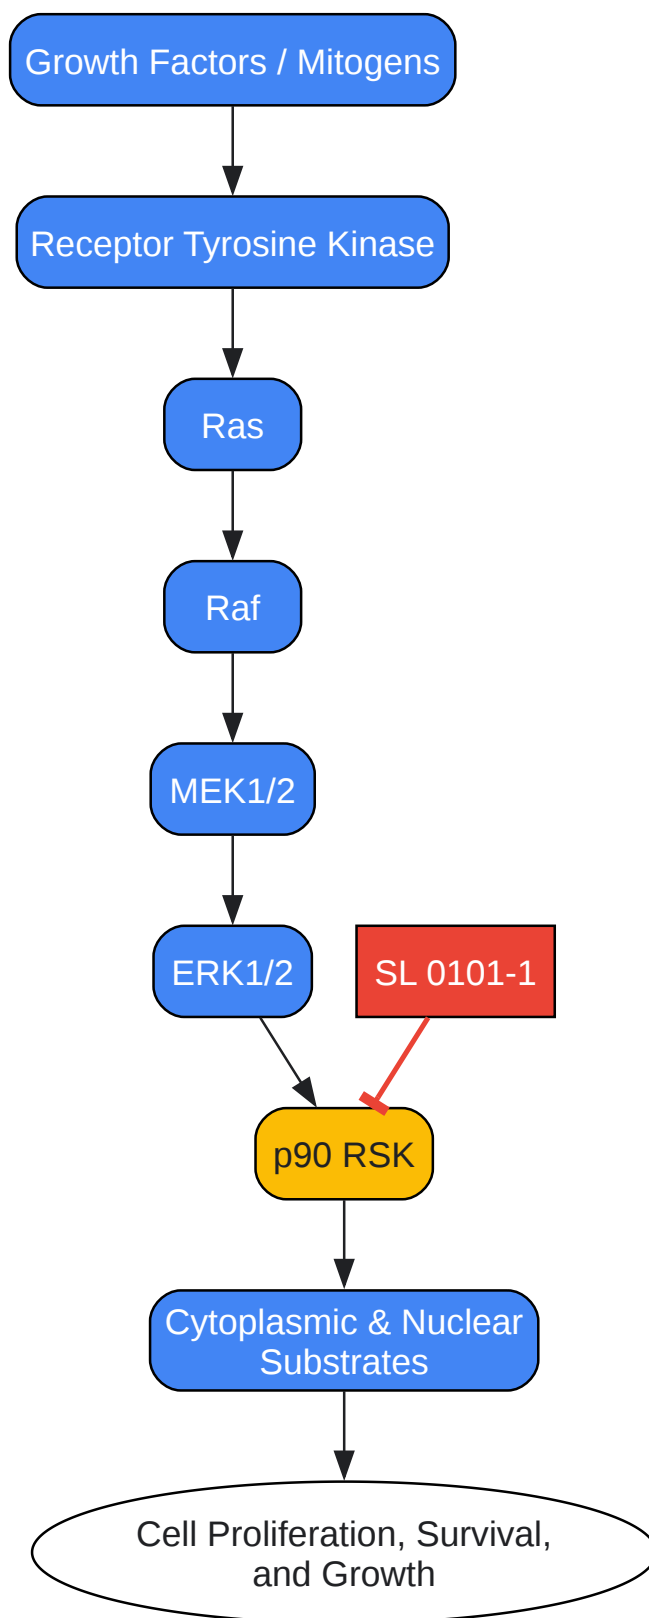 Growth Factors / Mitogens
Receptor Tyrosine Kinase
Ras
Raf
MEK1/2
ERK1/2
SL 0101-1
p90 RSK
Cytoplasmic & Nuclear
Substrates
Cell Proliferation, Survival,
and Growth